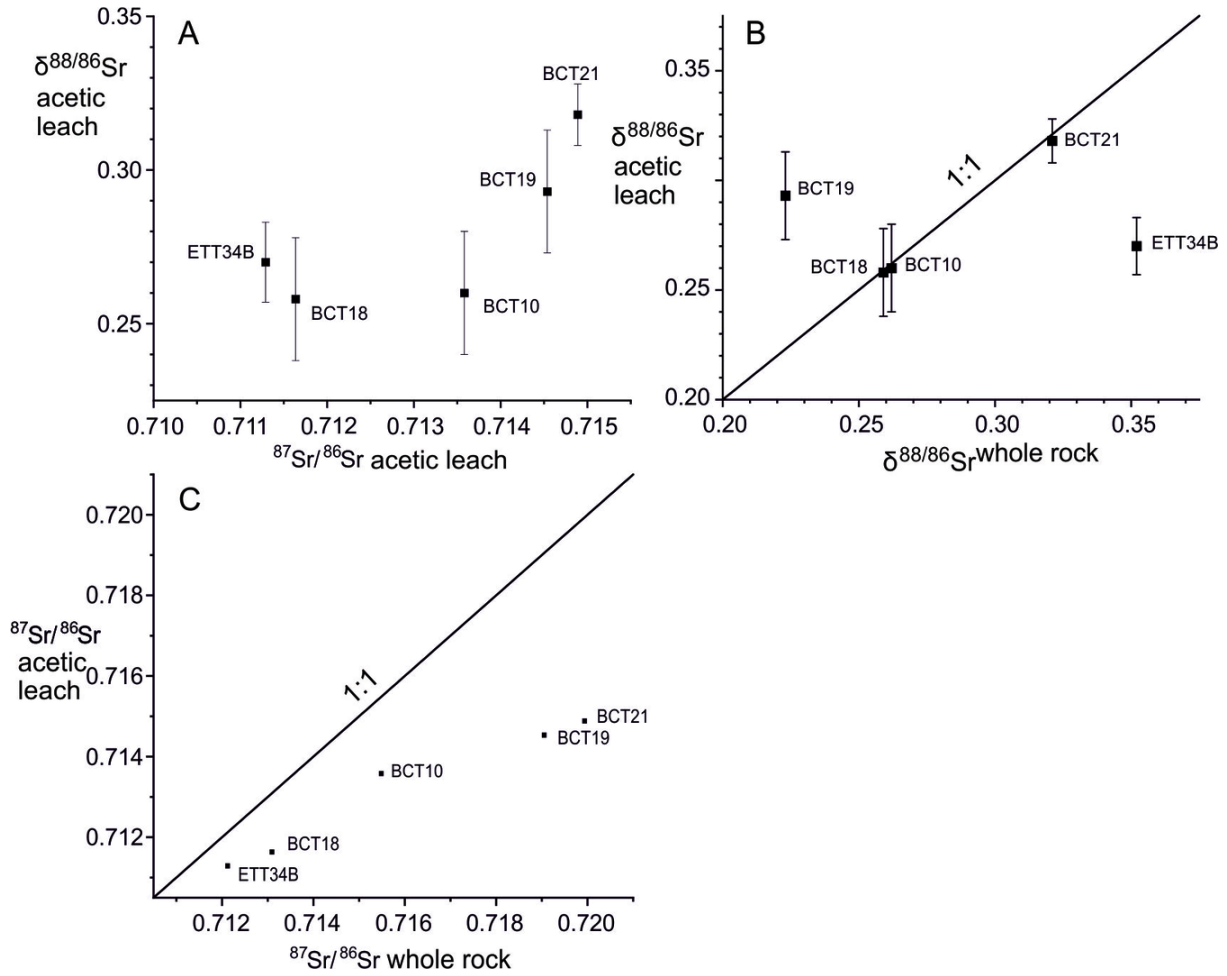 A
0.35
δ88/86Sr
acetic
leach
BCT21
0.30
BCT19
ETT34B
BCT18
BCT10
0.25
0.710 0.711 0.712 0.713 0.714 0.715
87Sr/86Sr acetic leach
B
0.35
δ88/86Sr
acetic
leach
1:1
BCT21
BCT19
ETT34B
BCT18
BCT10
0.25
0.20
0.20 0.25 0.30 0.35
δ88/86Sr whole rock
C
0.720
0.718
87Sr/86Sr
acetic
leach
0.716
1:1
BCT21
BCT19
0.714
BCT10
0.712
BCT18
ETT34B
0.712 0.714 0.716 0.718 0.720
87Sr/86Sr whole rock